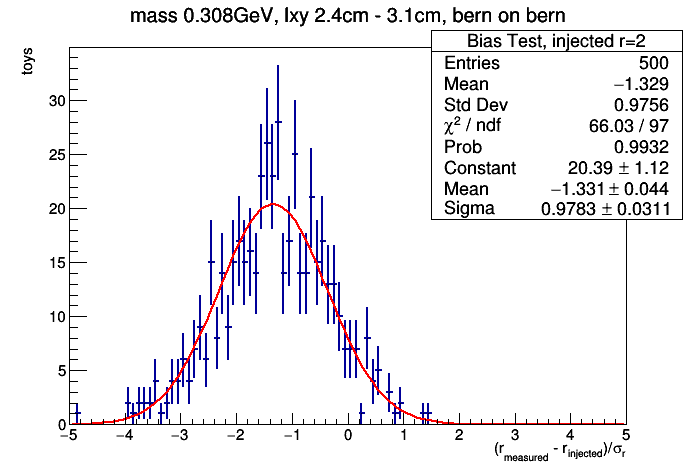 mass 0.308GeV, lxy 2.4cm - 3.1cm, bern on bern
Bias Test, injected r=2
Entries 500
Mean −1.329
Std Dev 0.9756
χ² / ndf 66.03 / 97
Prob 0.9932
Constant 20.39 ± 1.12
Mean −1.331 ± 0.044
Sigma 0.9783 ± 0.0311
toys
30
25
20
15
10
5
0
−5 −4 −3 −2 −1 0 1 2 3 4 5
(r_measured - r_injected)/σ_r